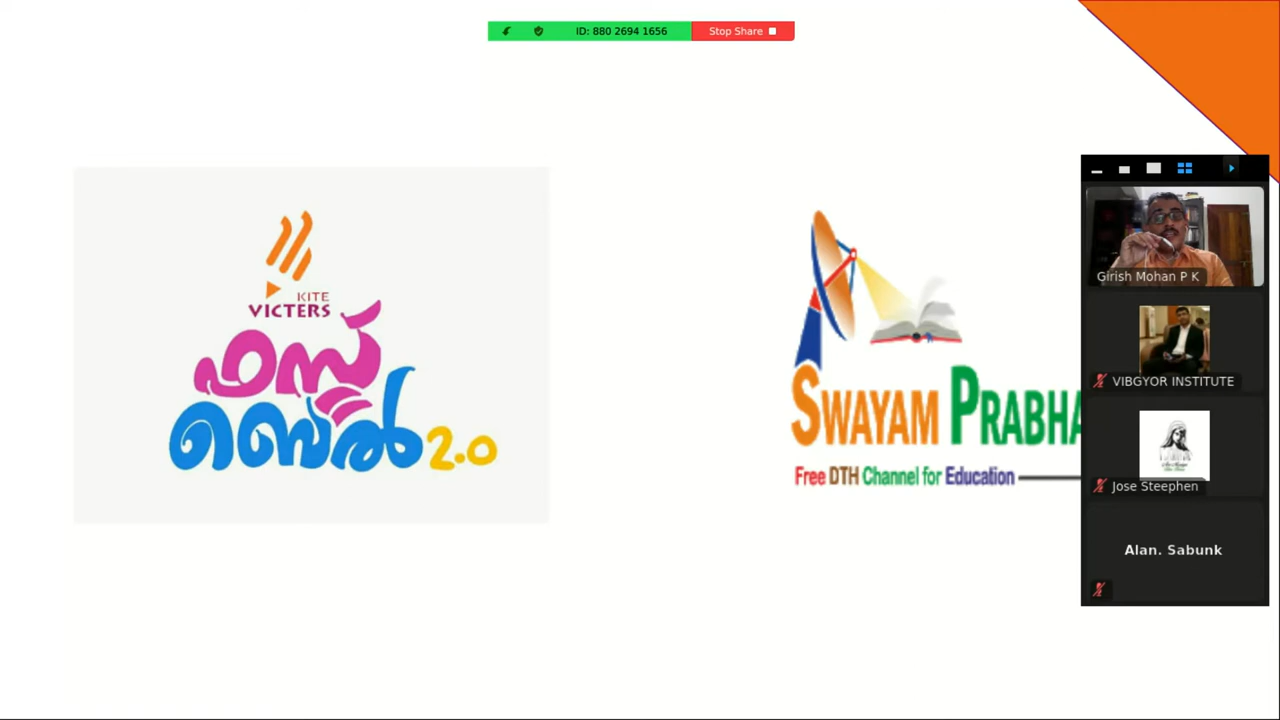 ID: 880 2694 1656 Stop Share
KITE
VICTERS
ഫസ്റ്റ്
ബെൽ 2.0
SWAYAM PRABHA
Free DTH Channel for Education
Girish Mohan P K
VIBGYOR INSTITUTE
Jose Steephen
Alan. Sabunk